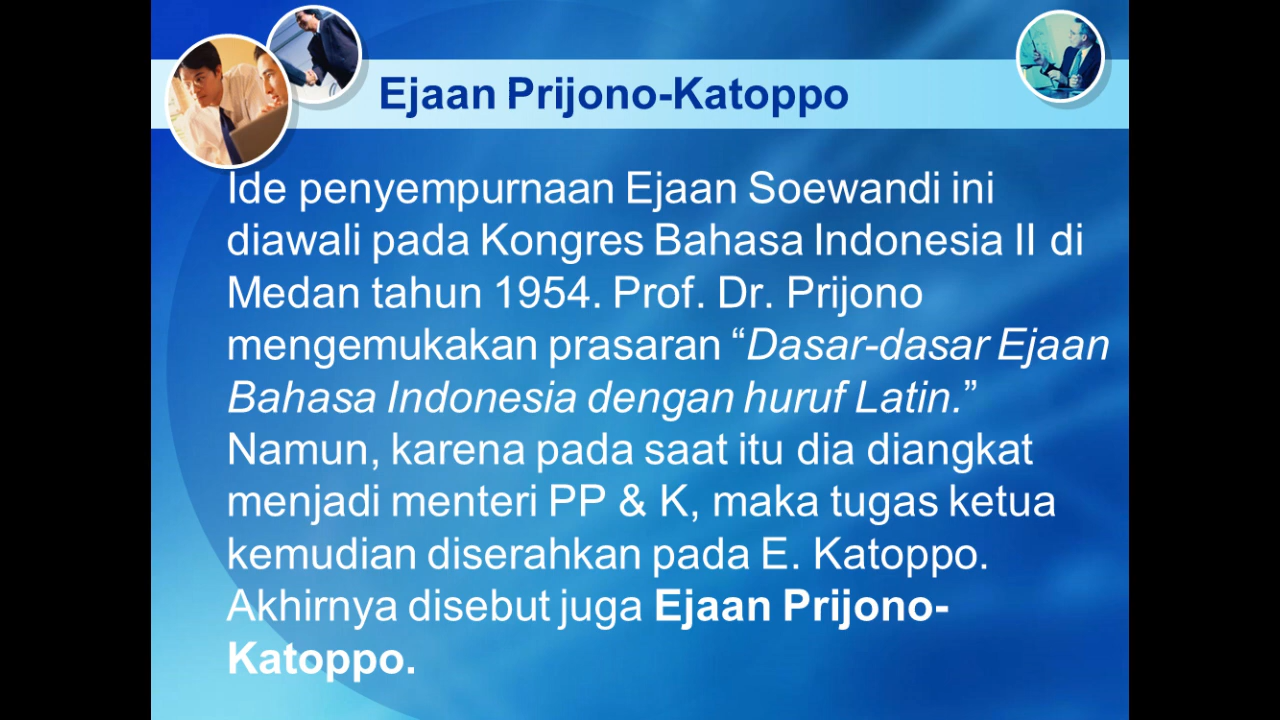 Ejaan Prijono-Katoppo
Ide penyempurnaan Ejaan Soewandi ini
diawali pada Kongres Bahasa Indonesia II di
Medan tahun 1954. Prof. Dr. Prijono
mengemukakan prasaran “Dasar-dasar Ejaan
Bahasa Indonesia dengan huruf Latin.”
Namun, karena pada saat itu dia diangkat
menjadi menteri PP & K, maka tugas ketua
kemudian diserahkan pada E. Katoppo.
Akhirnya disebut juga Ejaan Prijono-
Katoppo.